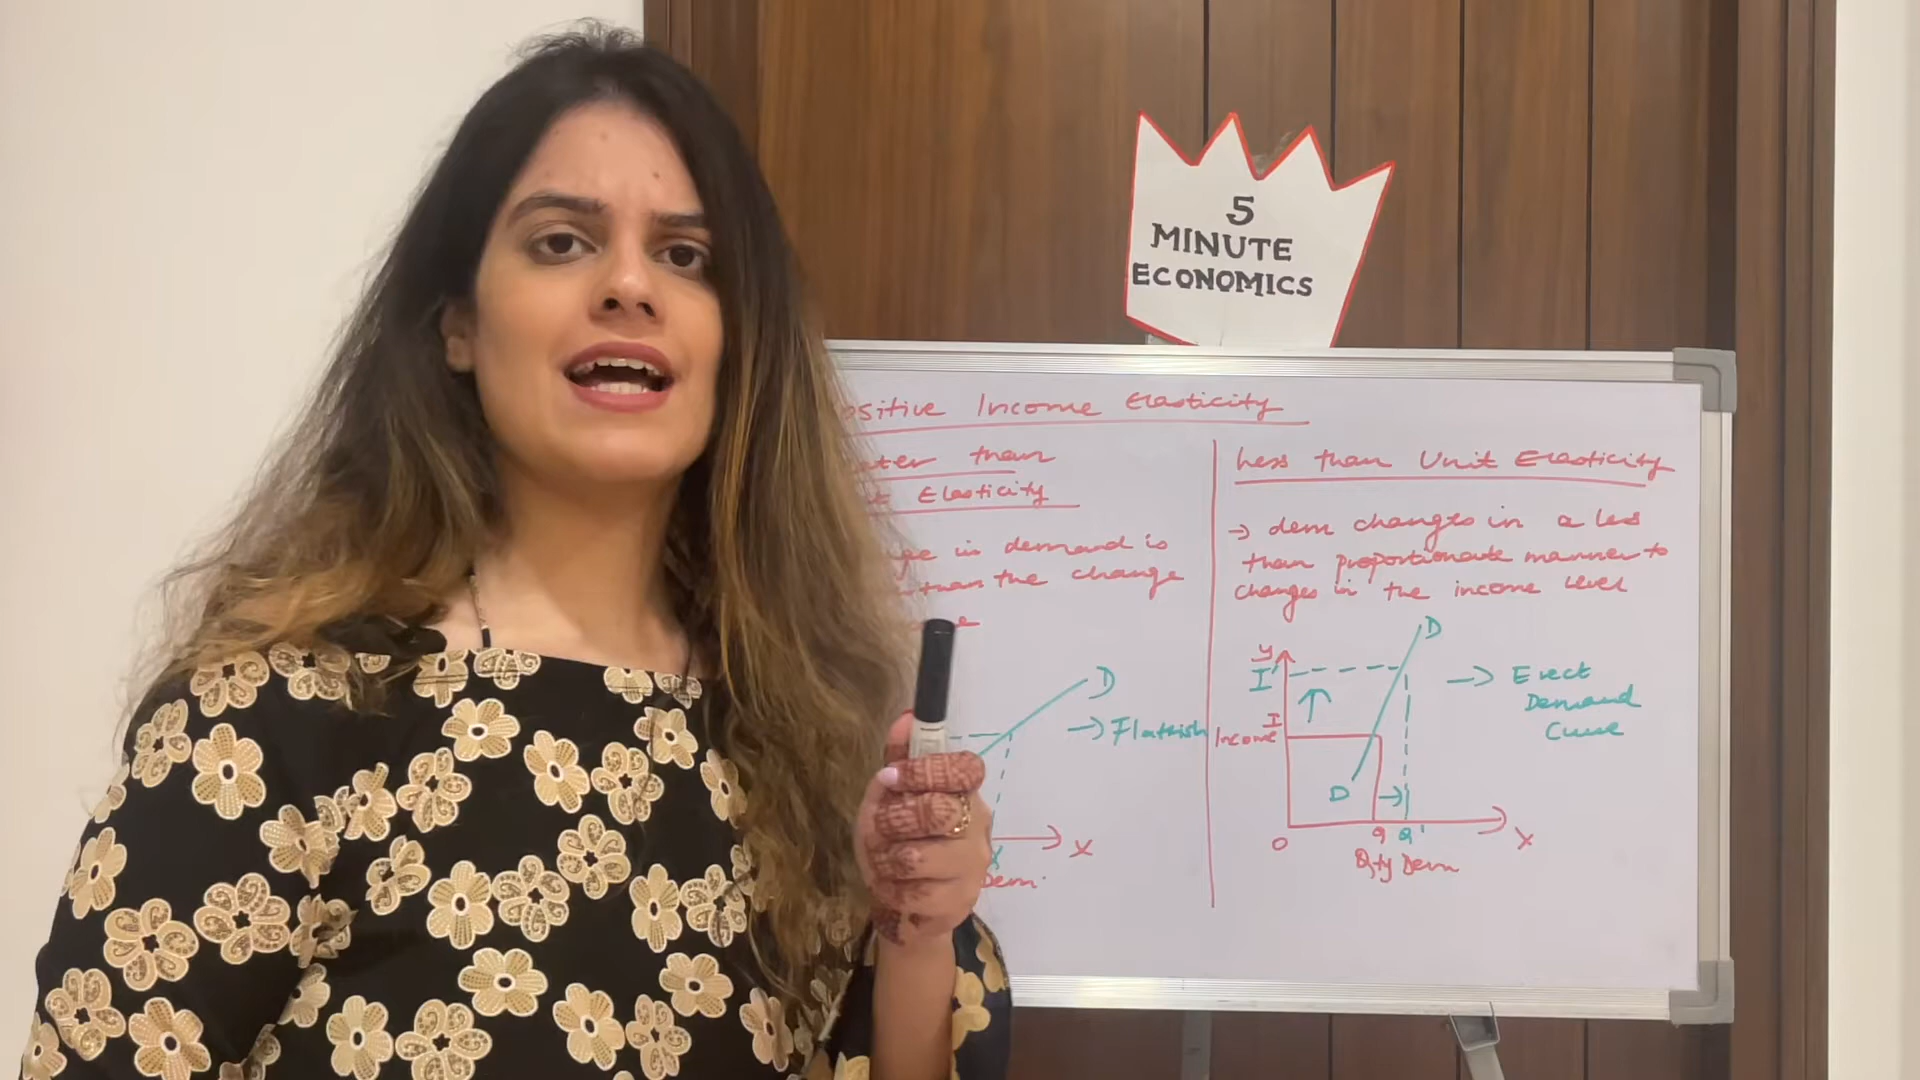 5
MINUTE
ECONOMICS
ositive Income Elasticity
ater than
Elasticity
ge in demand is
than the change
e
D
→ Flattish
X
Dem.
Less than Unit Elasticity
→ dem changes in a less
than proportionate manner to
changes in the income level
D
Y
I'
→ Erect
Demand
Curve
I
Income
D
O
Q Q'
X
Qty Dem